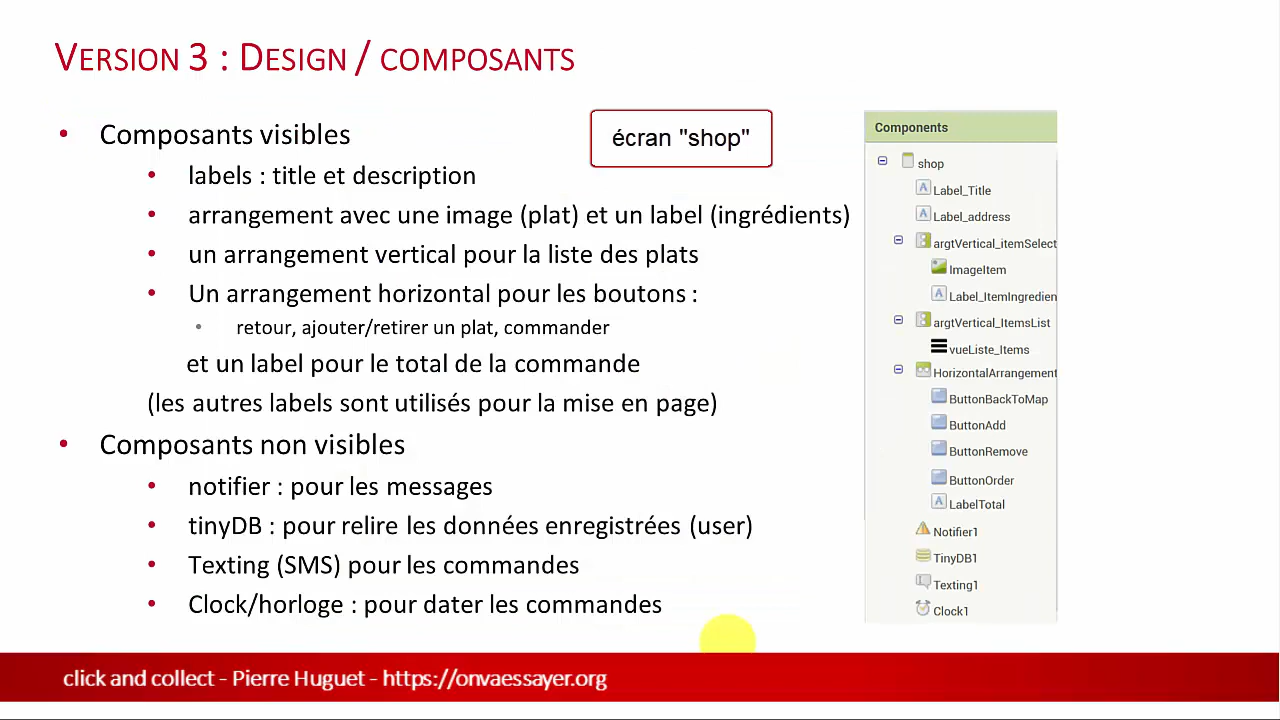 VERSION 3 : DESIGN / COMPOSANTS
• Composants visibles
écran "shop"
• labels : title et description
• arrangement avec une image (plat) et un label (ingrédients)
• un arrangement vertical pour la liste des plats
• Un arrangement horizontal pour les boutons :
• retour, ajouter/retirer un plat, commander
et un label pour le total de la commande
(les autres labels sont utilisés pour la mise en page)
• Composants non visibles
• notifier : pour les messages
• tinyDB : pour relire les données enregistrées (user)
• Texting (SMS) pour les commandes
• Clock/horloge : pour dater les commandes
Components
shop
Label_Title
Label_address
argtVertical_itemSelect
ImageItem
Label_ItemIngredien
argtVertical_ItemsList
vueListe_Items
HorizontalArrangement
ButtonBackToMap
ButtonAdd
ButtonRemove
ButtonOrder
LabelTotal
Notifier1
TinyDB1
Texting1
Clock1
click and collect - Pierre Huguet - https://onvaessayer.org